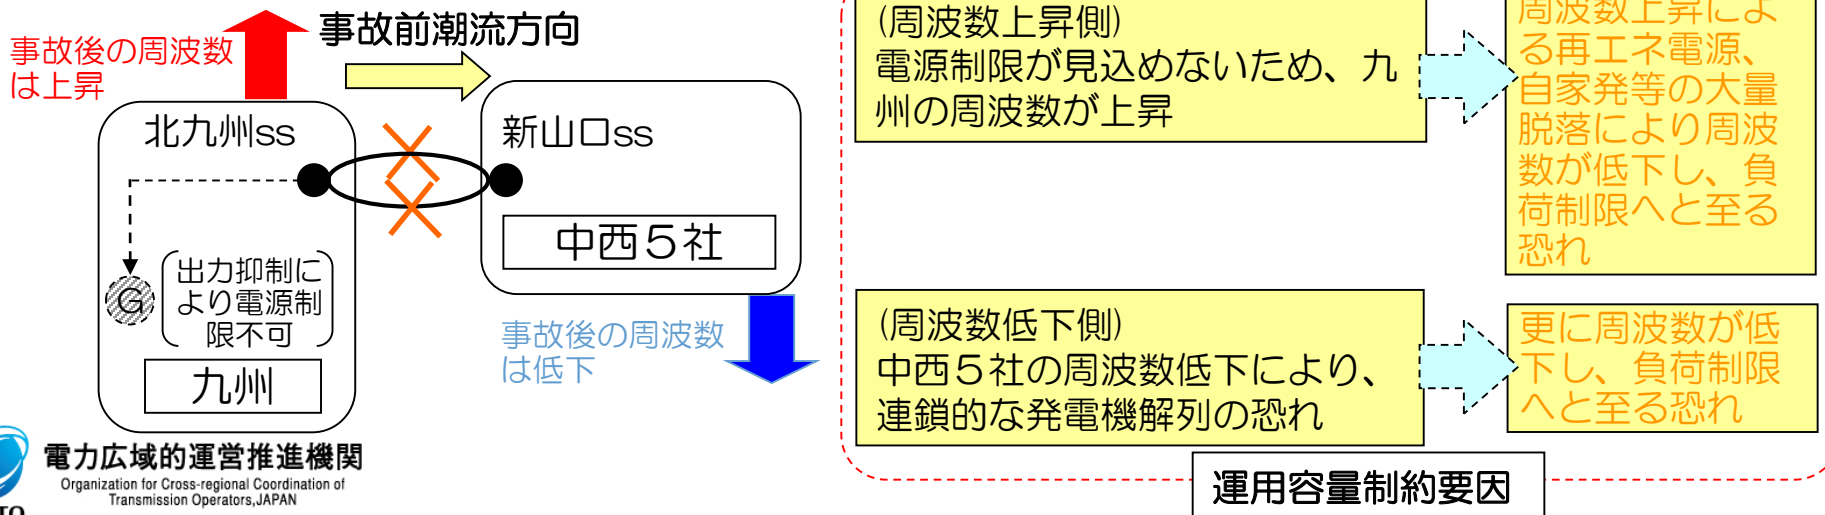 事故前潮流方向
事故後の周波数
は上昇
北九州ss
新山口ss
中西５社
G
出力抑制に
より電源制
限不可
九州
事故後の周波数
は低下
(周波数上昇側)
電源制限が見込めないため、九
州の周波数が上昇
周波数上昇によ
る再エネ電源、
自家発等の大量
脱落により周波
数が低下し、負
荷制限へと至る
恐れ
(周波数低下側)
中西５社の周波数低下により、
連鎖的な発電機解列の恐れ
更に周波数が低
下し、負荷制限
へと至る恐れ
運用容量制約要因
電力広域的運営推進機関
Organization for Cross-regional Coordination of
Transmission Operators,JAPAN